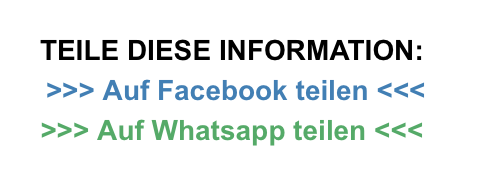 TEILE DIESE INFORMATION:
>>> Auf Facebook teilen <<<
>>> Auf Whatsapp teilen <<<